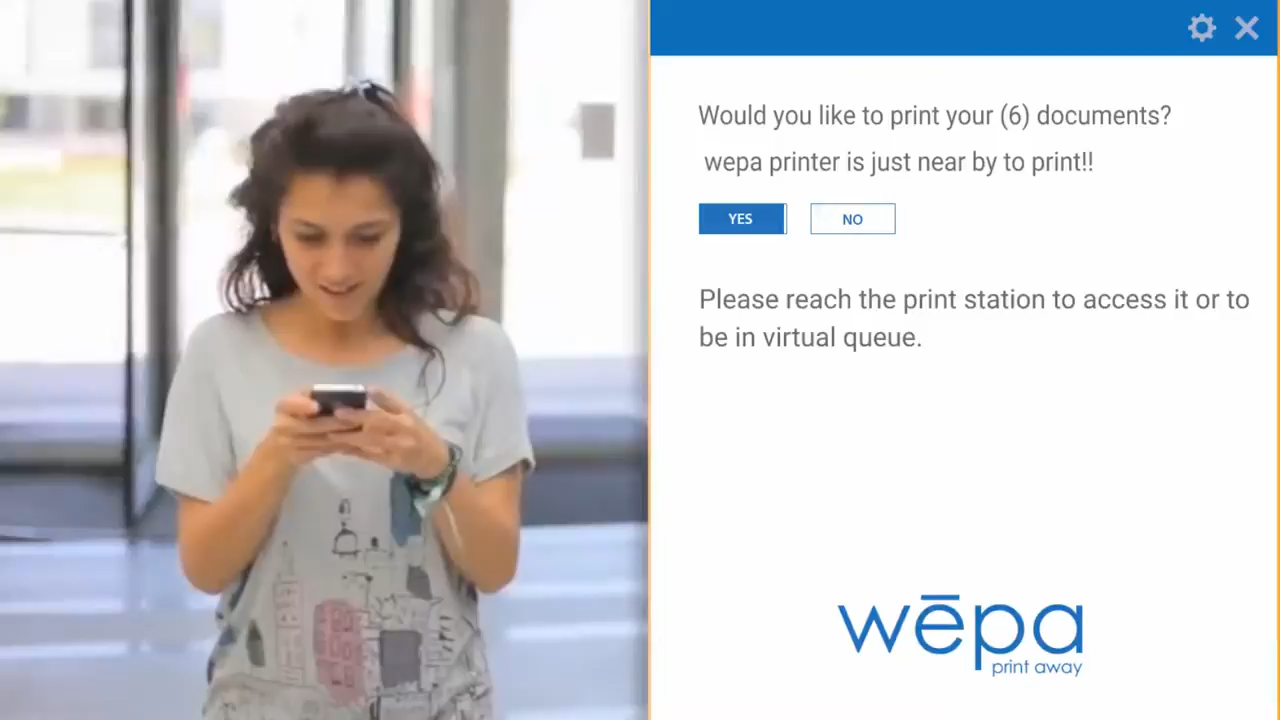 Would you like to print your (6) documents?
wepa printer is just near by to print!!
YES NO
Please reach the print station to access it or to
be in virtual queue.
wēpa
print away